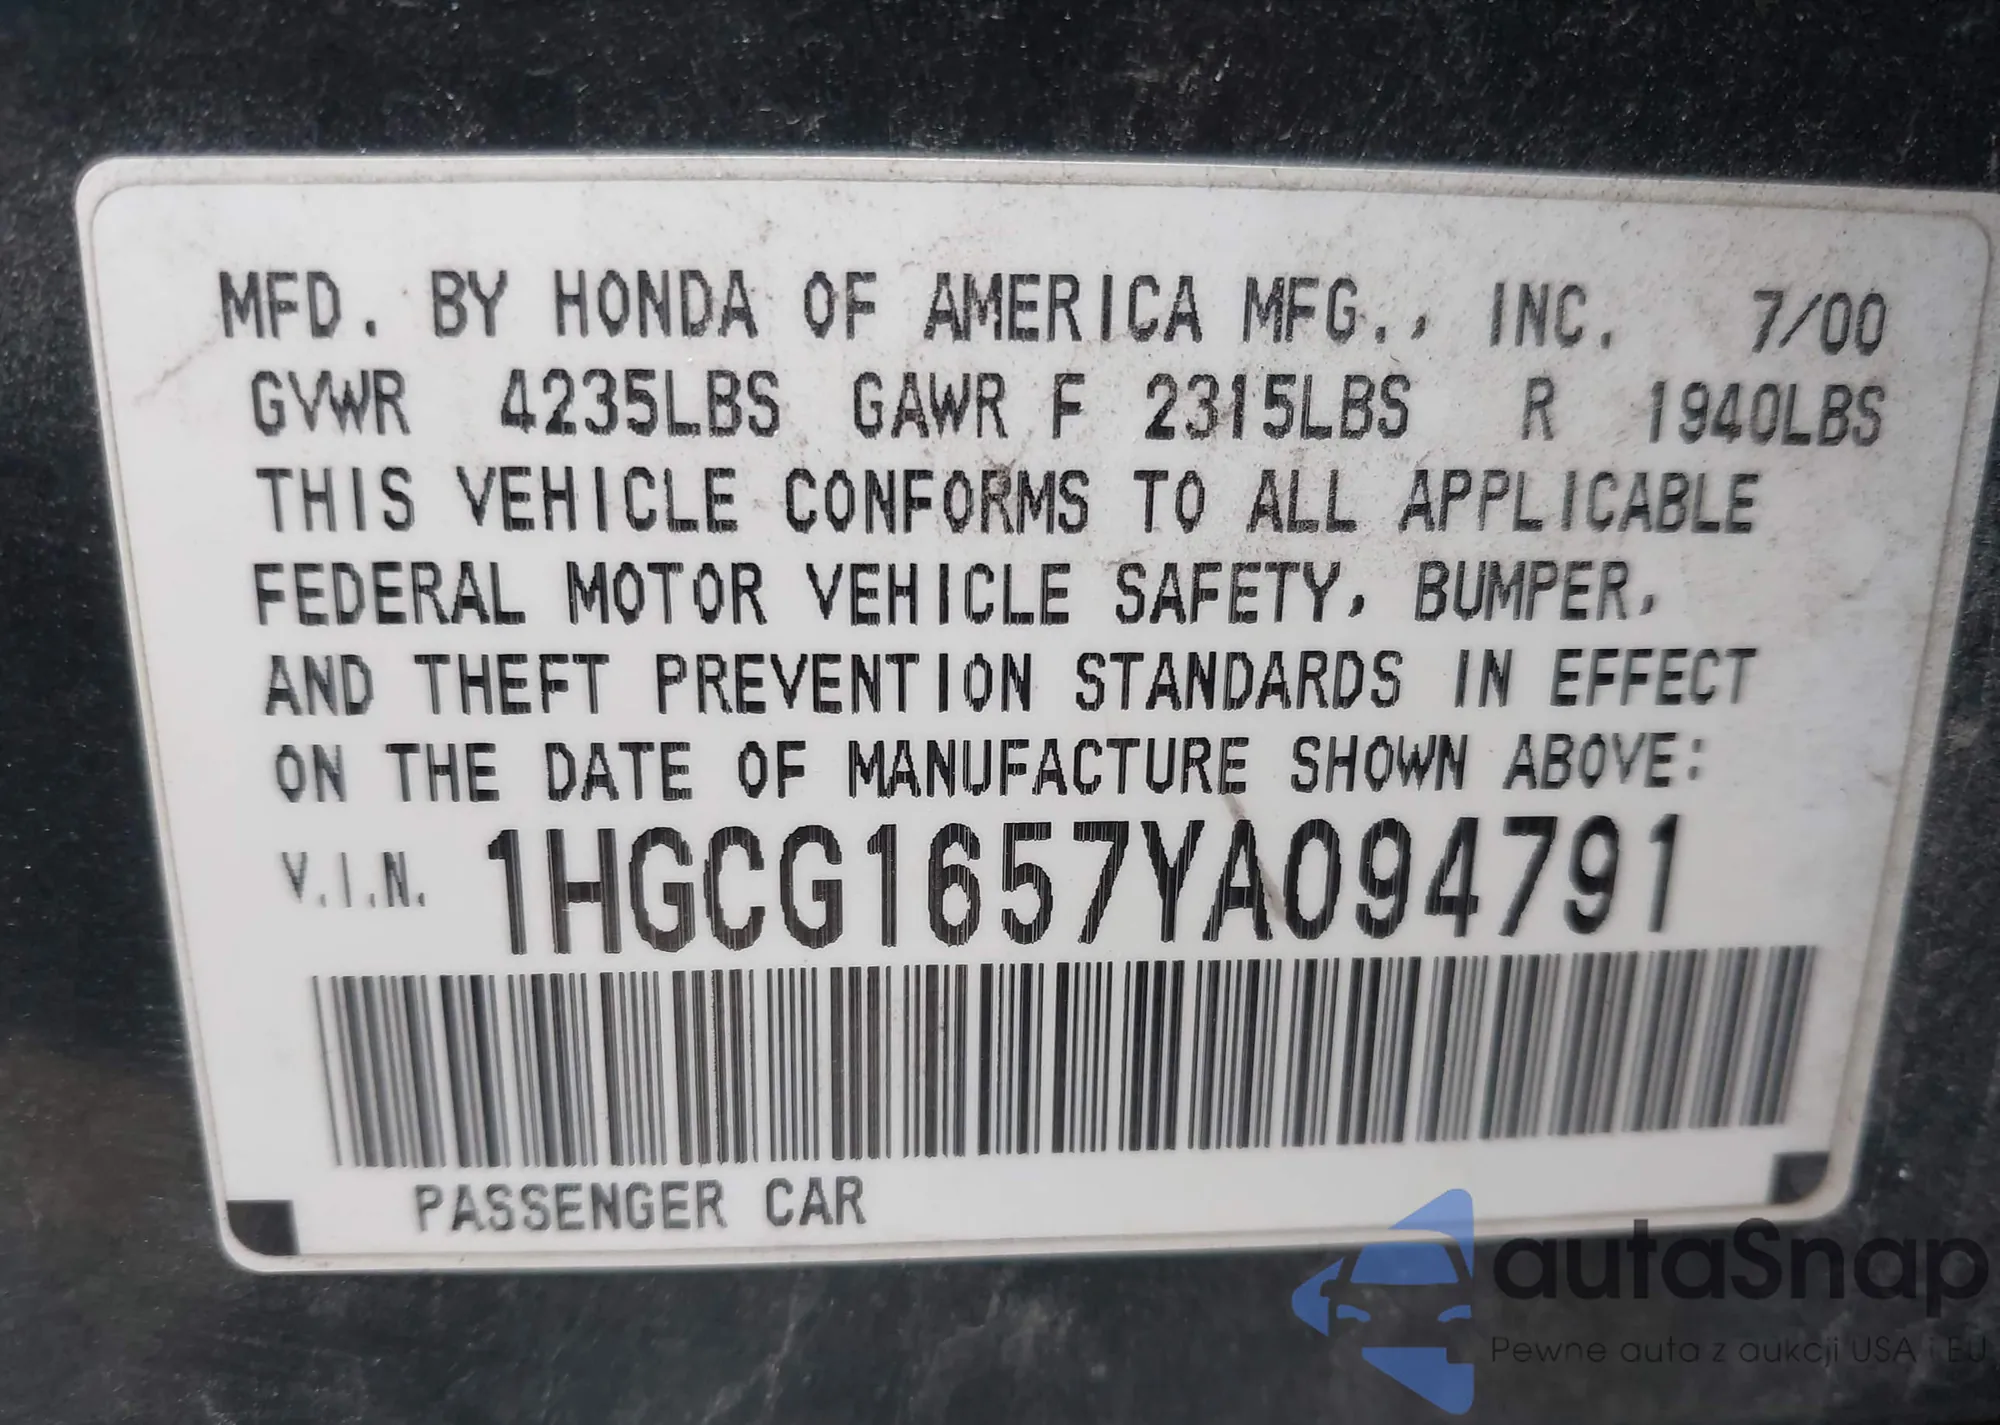 MFD. BY HONDA OF AMERICA MFG., INC. 7/00
GVWR 4235LBS GAWR F 2315LBS R 1940LBS
THIS VEHICLE CONFORMS TO ALL APPLICABLE
FEDERAL MOTOR VEHICLE SAFETY, BUMPER,
AND THEFT PREVENTION STANDARDS IN EFFECT
ON THE DATE OF MANUFACTURE SHOWN ABOVE:
V.I.N. 1HGCG1657YA094791
PASSENGER CAR
autaSnap
Pewne auta z aukcji USA i EU